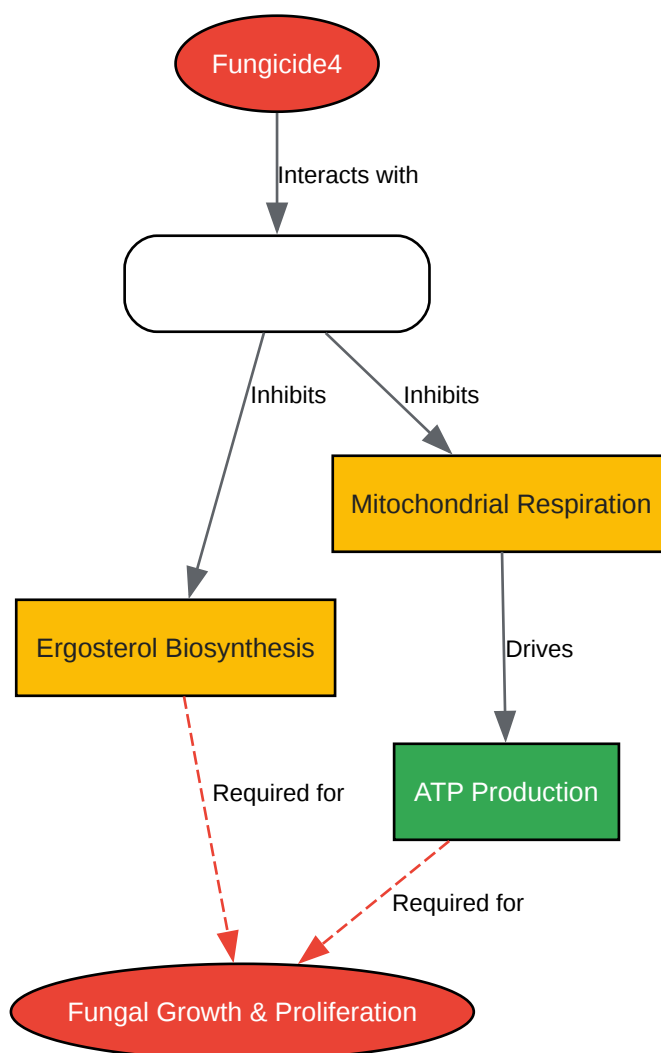 Fungicide4
Interacts with
Inhibits
Inhibits
Mitochondrial Respiration
Ergosterol Biosynthesis
Drives
Required for
ATP Production
Required for
Fungal Growth & Proliferation